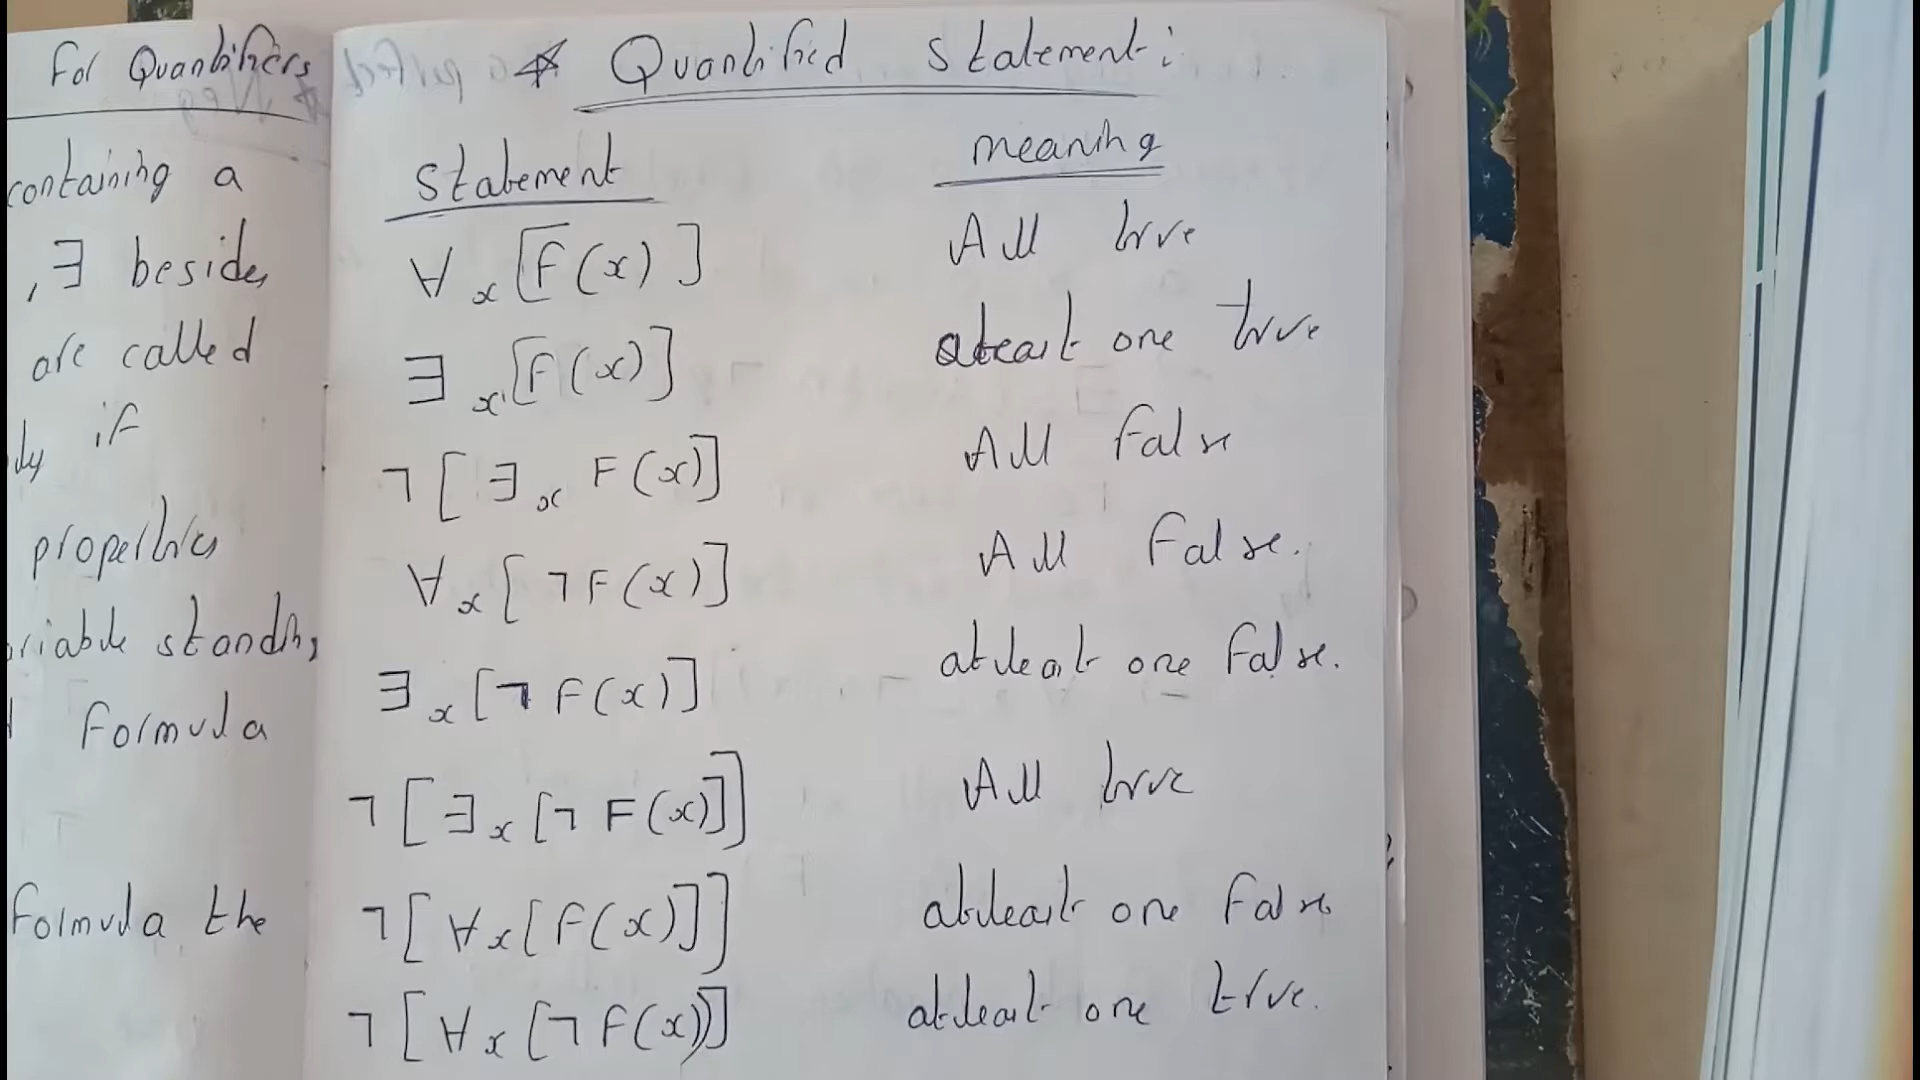 For Quantifiers
containing a
, ∃ beside,
are called
if
properties
standing
Formula
Formula the
☆ Quantified statement:
statement meaning
∀x [F(x)] All true
∃x [F(x)] atleast one true
¬[∃x F(x)] All false
∀x [¬F(x)] All False.
∃x [¬F(x)] atleast one False.
¬[∃x [¬F(x)]] All true
¬[∀x [F(x)]] atleast one False
¬[∀x [¬F(x)]] atleast one true.